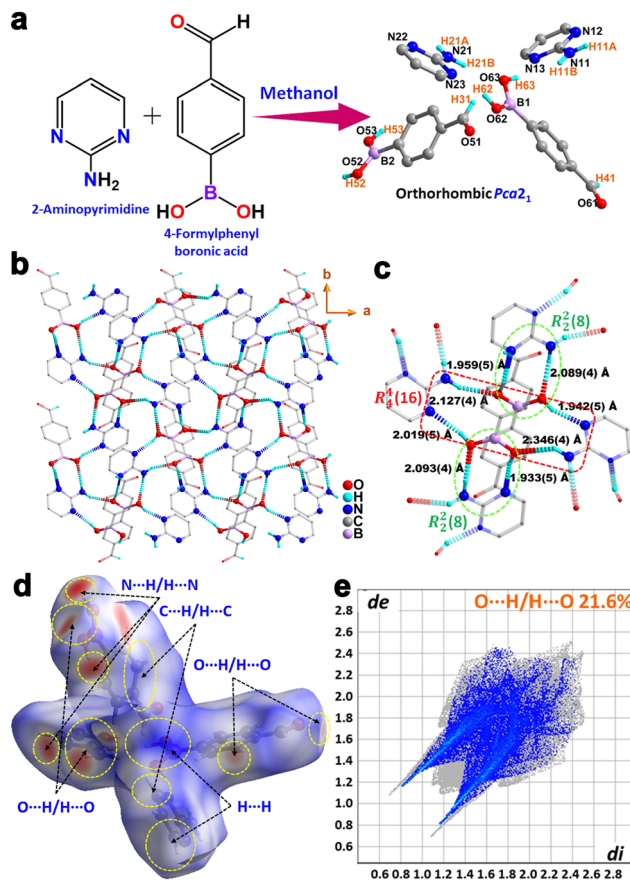 a
O
H
N
N
NH₂
2-Aminopyrimidine
+
B
HO
OH
4-Formylphenyl
boronic acid
Methanol
N22
H21A
N21
H21B
N23
N12
H11A
N11
N13
H11B
O63
H62
H63
B1
O62
H31
O53
H53
O51
O52
B2
H52
H41
O61
Orthorhombic Pca2₁
b
b
a
O
H
N
C
B
c
R²₂(8)
1.959(5) Å
2.089(4) Å
R⁴₄(16)
2.127(4) Å
1.942(5) Å
2.019(5) Å
2.346(4) Å
2.093(4) Å
1.933(5) Å
R²₂(8)
d
N···H/H···N
C···H/H···C
O···H/H···O
O···H/H···O
H···H
e
de
O···H/H···O 21.6%
2.8
2.6
2.4
2.2
2.0
1.8
1.6
1.4
1.2
1.0
0.8
0.6
di
0.6 0.8 1.0 1.2 1.4 1.6 1.8 2.0 2.2 2.4 2.6 2.8